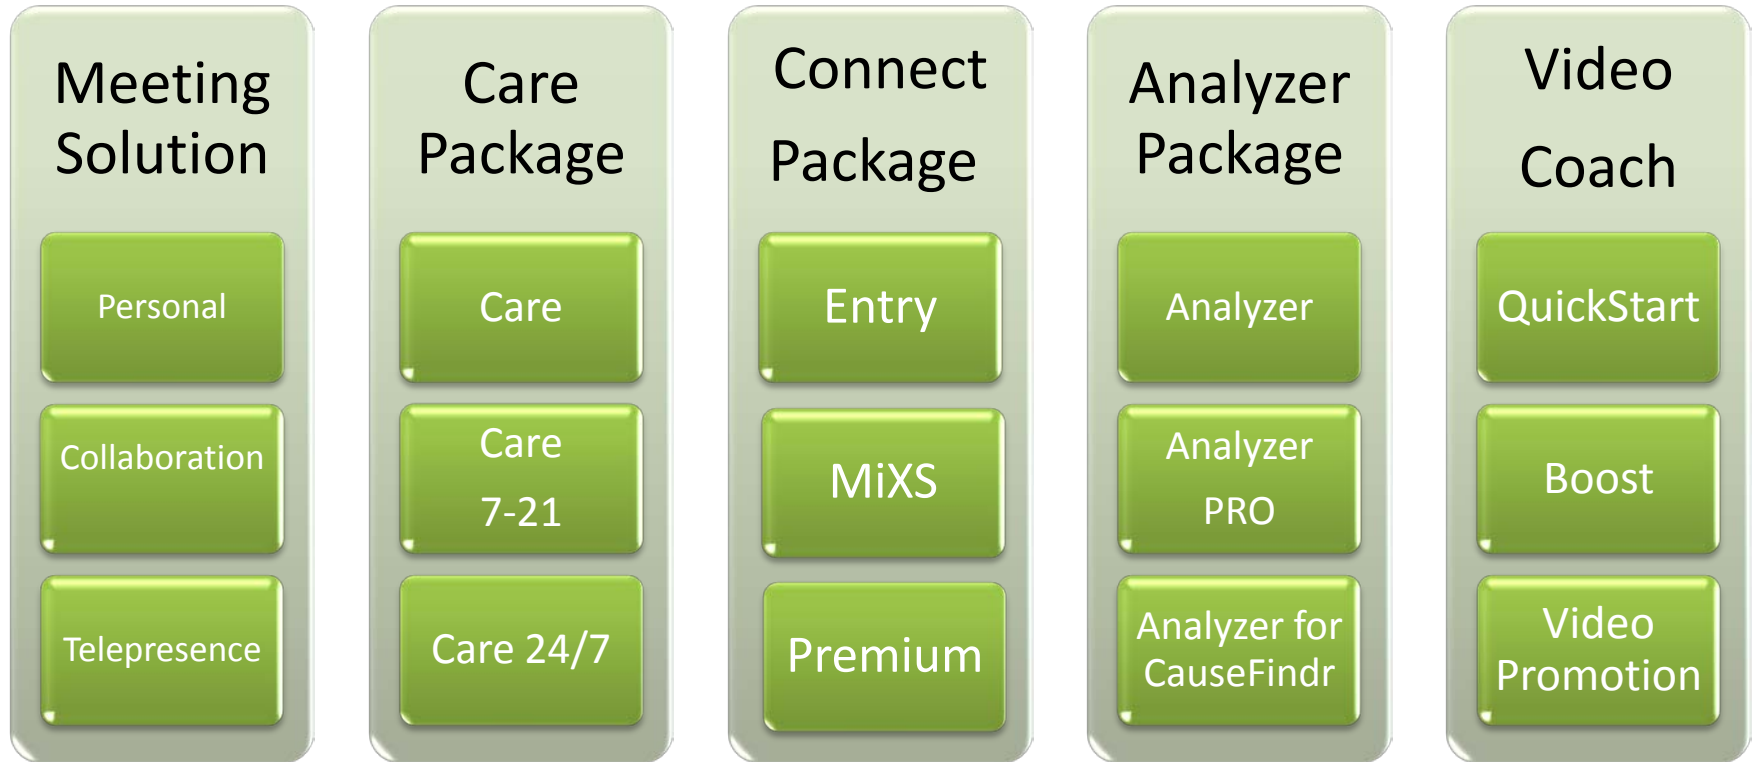 Meeting
Solution
Personal
Collaboration
Telepresence
Care
Package
Care
Care
7-21
Care 24/7
Connect
Package
Entry
MiXS
Premium
Analyzer
Package
Analyzer
Analyzer
PRO
Analyzer for
CauseFindr
Video
Coach
QuickStart
Boost
Video
Promotion